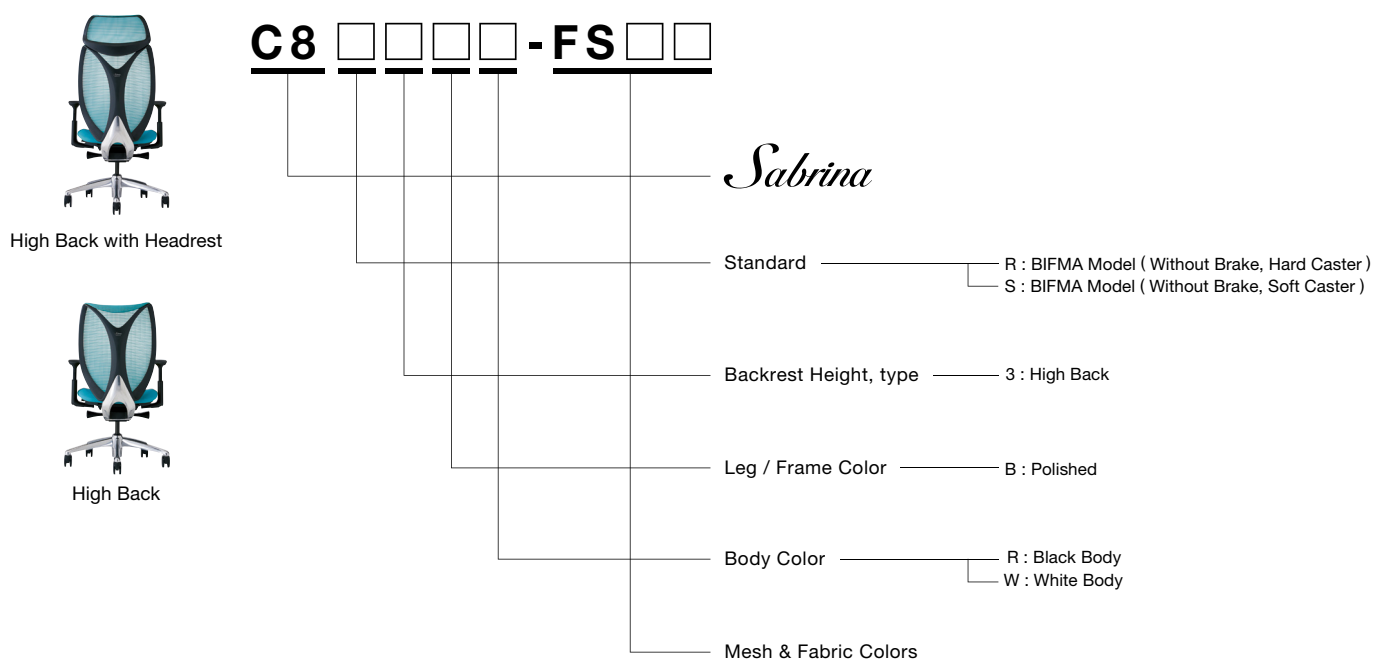 C8 □□□□-FS□□
High Back with Headrest
High Back
Sabrina
Standard
R : BIFMA Model ( Without Brake, Hard Caster )
S : BIFMA Model ( Without Brake, Soft Caster )
Backrest Height, type
3 : High Back
Leg / Frame Color
B : Polished
Body Color
R : Black Body
W : White Body
Mesh & Fabric Colors